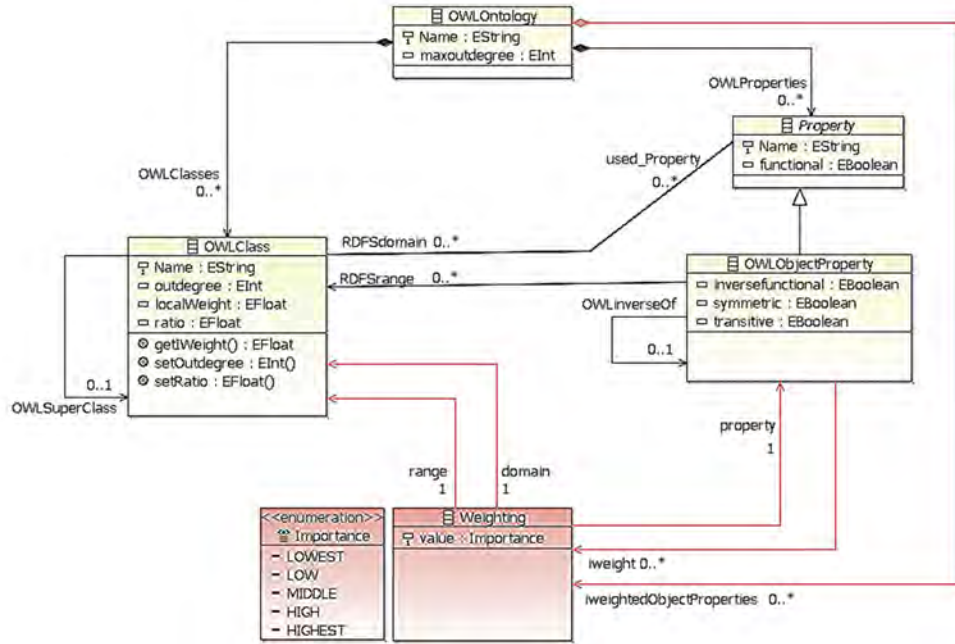 OWLOntology
Name : EString
maxoutdegree : EInt
OWLProperties
0..*
Property
Name : EString
functional : EBoolean
used_Property
0..*
OWLClasses
0..*
OWLClass
Name : EString
outdegree : EInt
localWeight : EFloat
ratio : EFloat
getIWeight() : EFloat
setOutdegree : EInt()
setRatio : EFloat()
RDFSdomain 0..*
RDFSrange 0..*
OWLObjectProperty
inversefunctional : EBoolean
symmetric : EBoolean
transitive : EBoolean
OWLinverseOf
0..1
0..1
OWLSuperClass
property
1
range
1
domain
1
<<enumeration>>
Importance
LOWEST
LOW
MIDDLE
HIGH
HIGHEST
Weighting
value : Importance
iweight 0..*
iweightedObjectProperties 0..*